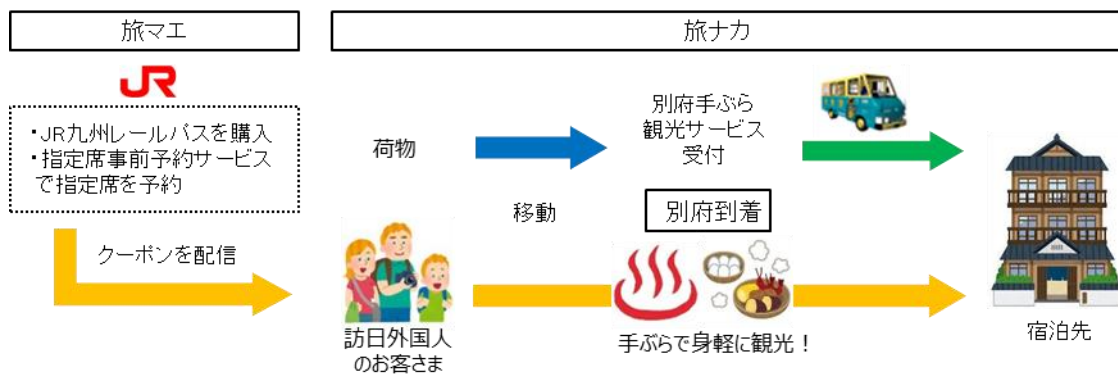 旅マエ
旅ナカ
JR
・JR九州レールパスを購入
・指定席事前予約サービス
で指定席を予約
クーポンを配信
荷物
移動
別府手ぶら
観光サービス
受付
別府到着
訪日外国人
のお客さま
手ぶらで身軽に観光！
宿泊先